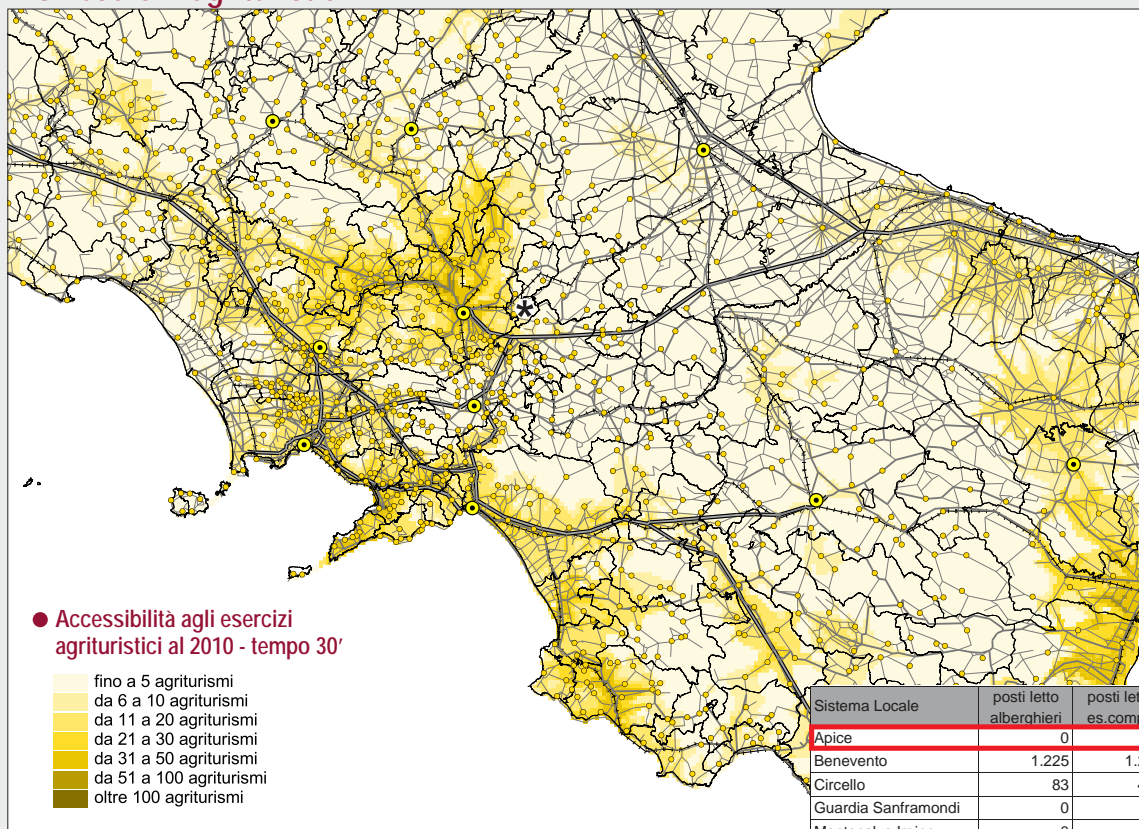 ● Accessibilità agli esercizi
agrituristici al 2010 - tempo 30'
fino a 5 agriturismi
da 6 a 10 agriturismi
da 11 a 20 agriturismi
da 21 a 30 agriturismi
da 31 a 50 agriturismi
da 51 a 100 agriturismi
oltre 100 agriturismi
*
Sistema Locale posti letto alberghieri
Apice 0
Benevento 1.225
Circello 83
Guardia Sanframondi 0